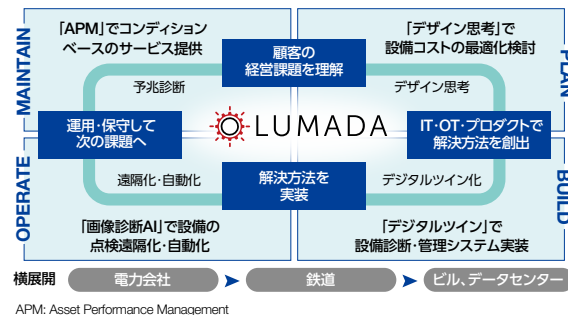 「APM」でコンディション
ベースのサービス提供
「デザイン思考」で
設備コストの最適化検討
顧客の
経営課題を理解
MAINTAIN
PLAN
予兆診断
デザイン思考
運用・保守して
次の課題へ
LUMADA
IT・OT・プロダクトで
解決方法を創出
OPERATE
BUILD
遠隔化・自動化
解決方法を
実装
デジタルツイン化
「画像診断AI」で設備の
点検遠隔化・自動化
「デジタルツイン」で
設備診断・管理システム実装
横展開
電力会社
鉄道
ビル、データセンター
APM: Asset Performance Management